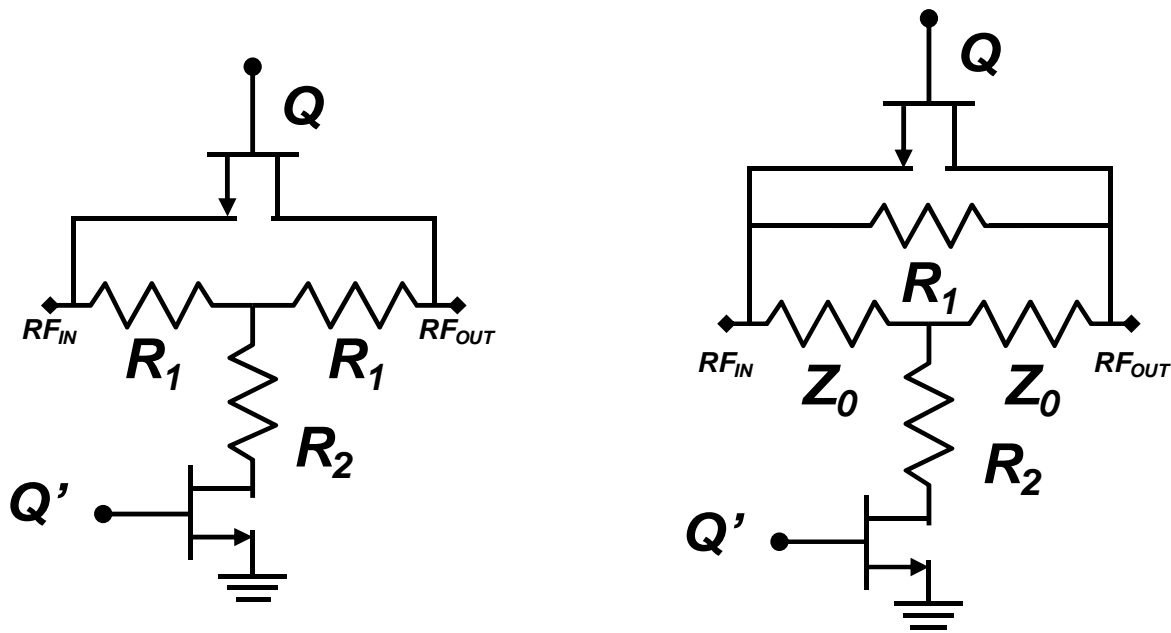 Q
RF_IN
R_1
R_1
RF_OUT
R_2
Q’
Q
R_1
RF_IN
Z_0
Z_0
RF_OUT
R_2
Q’